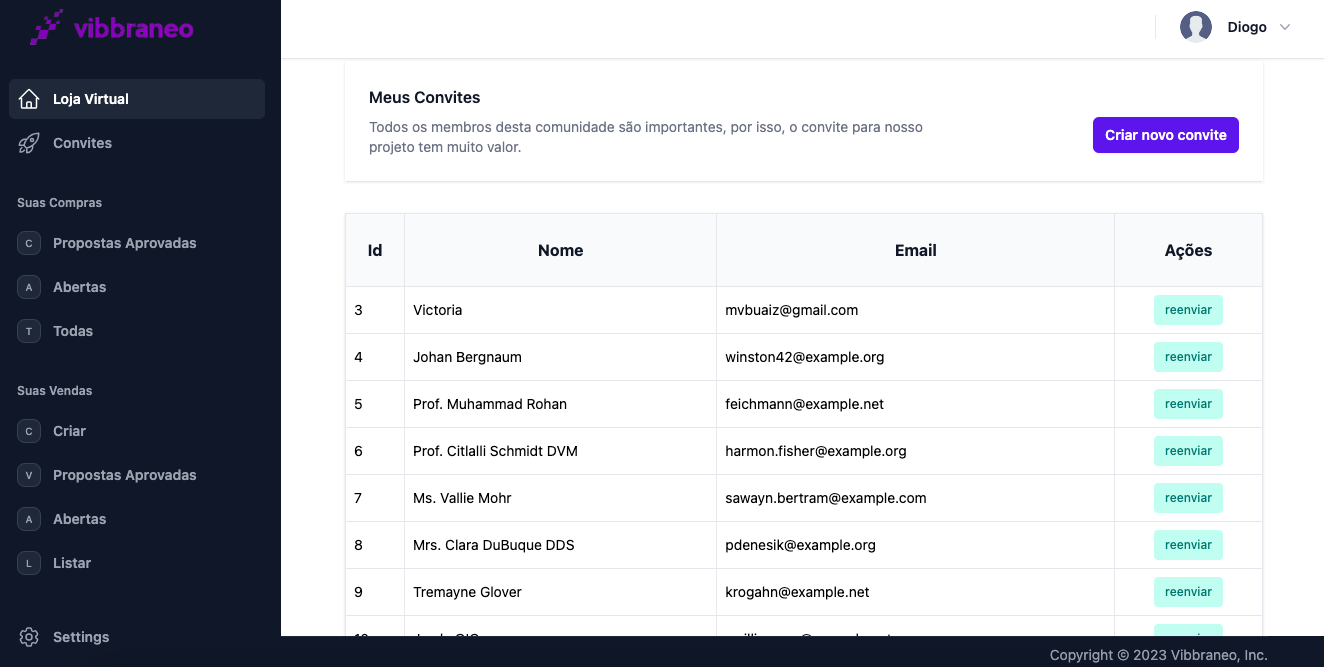 vibbraneo
Diogo
Loja Virtual
Convites
Suas Compras
C Propostas Aprovadas
A Abertas
T Todas
Suas Vendas
C Criar
V Propostas Aprovadas
A Abertas
L Listar
Settings
Meus Convites
Todos os membros desta comunidade são importantes, por isso, o convite para nosso
projeto tem muito valor.
Criar novo convite
Id Nome Email Ações
3 Victoria mvbuaiz@gmail.com reenviar
4 Johan Bergnaum winston42@example.org reenviar
5 Prof. Muhammad Rohan feichmann@example.net reenviar
6 Prof. Citlalli Schmidt DVM harmon.fisher@example.org reenviar
7 Ms. Vallie Mohr sawayn.bertram@example.com reenviar
8 Mrs. Clara DuBuque DDS pdenesik@example.org reenviar
9 Tremayne Glover krogahn@example.net reenviar
Copyright © 2023 Vibbraneo, Inc.